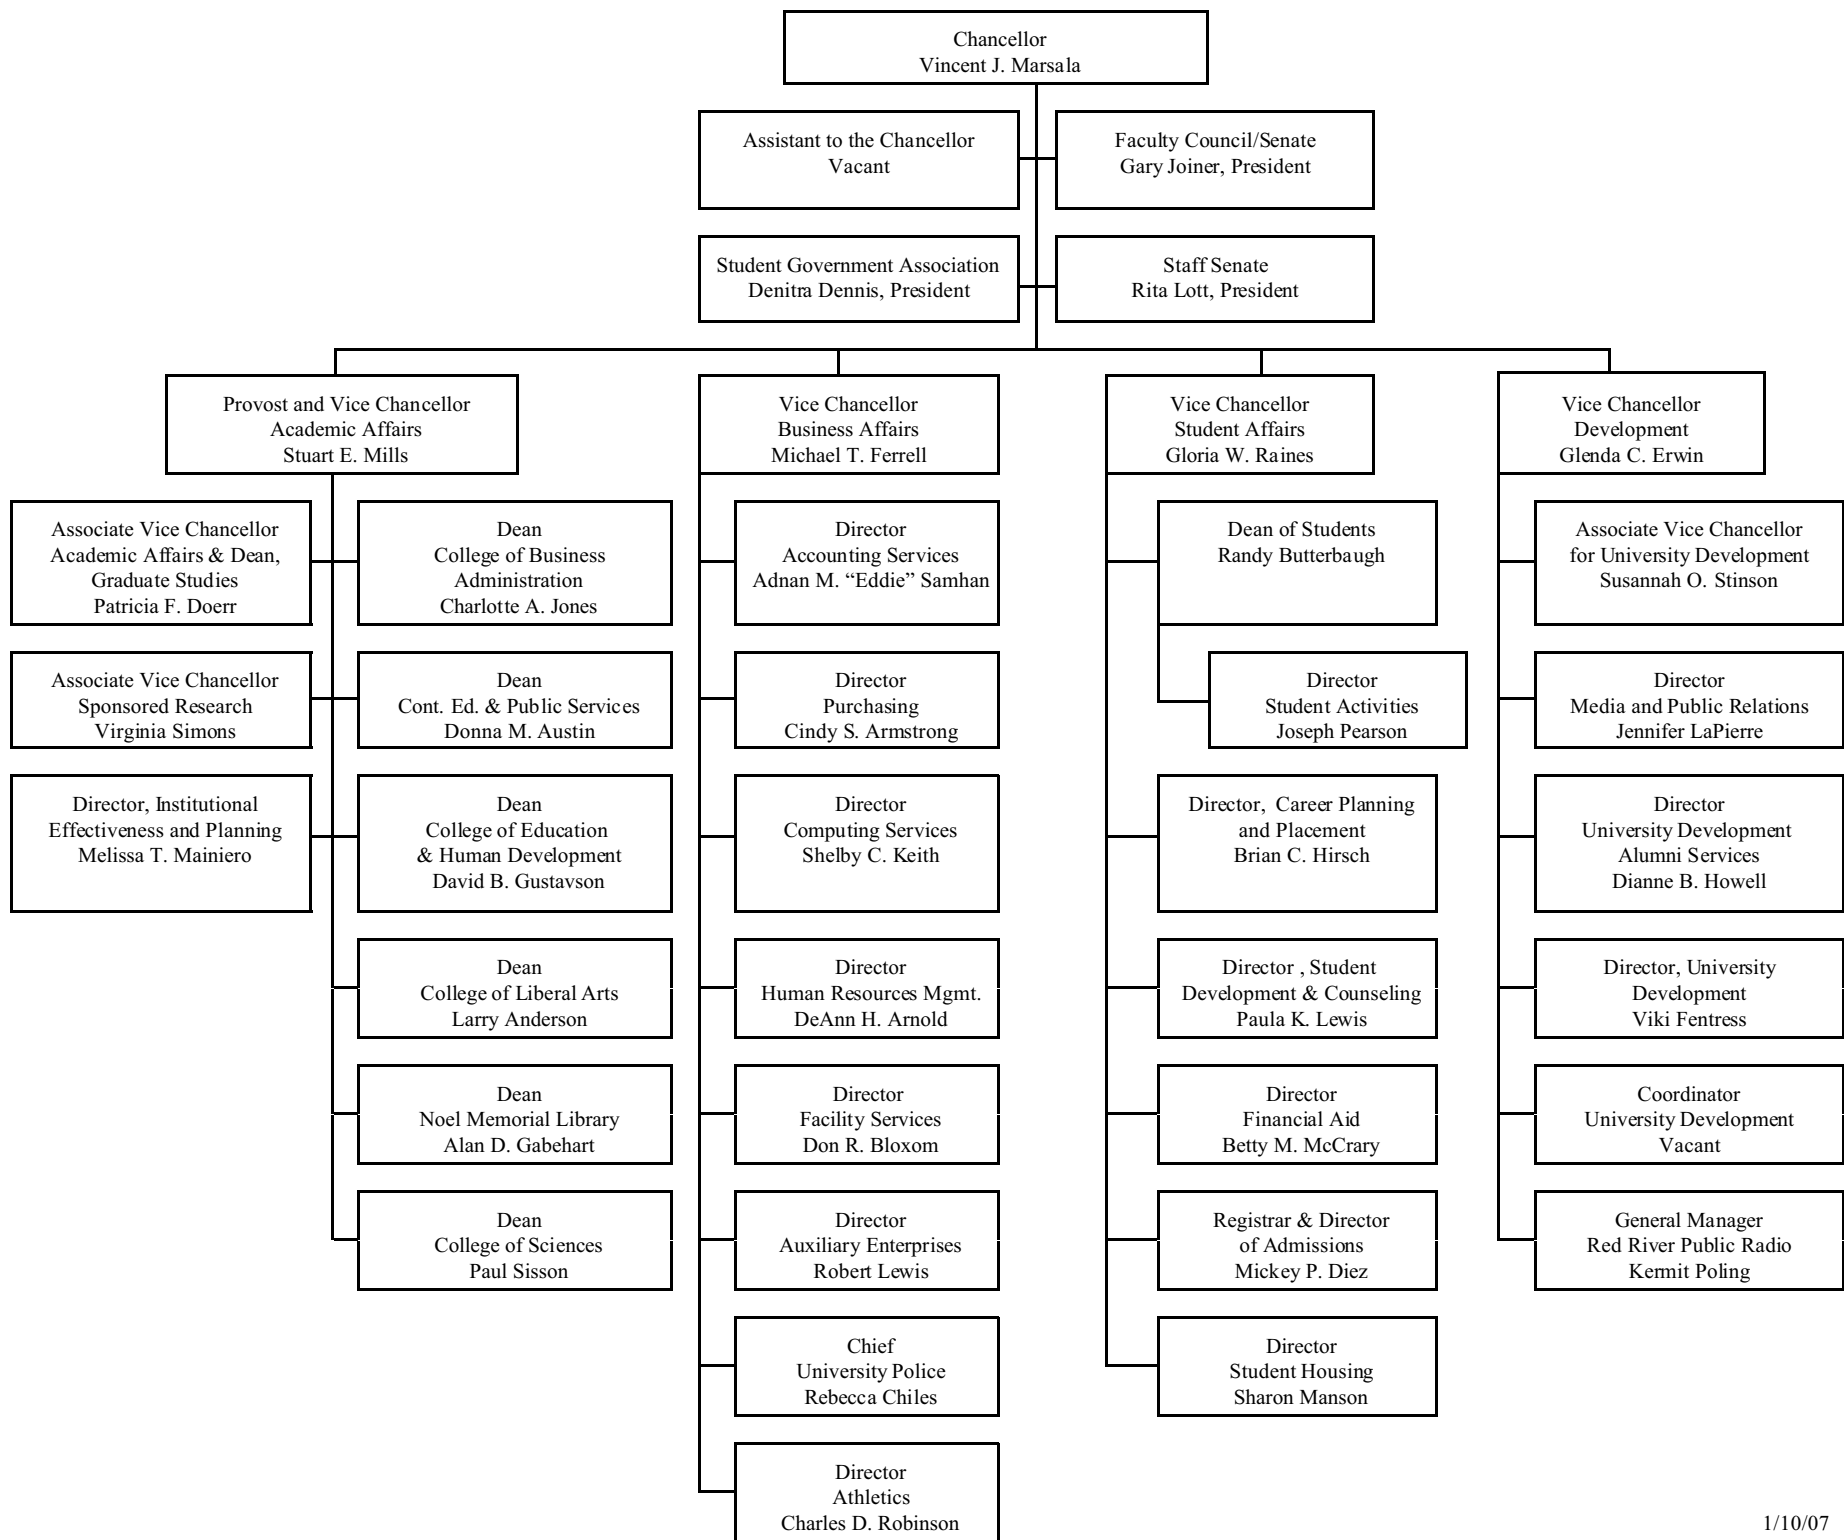 Chancellor
Vincent J. Marsala
Assistant to the Chancellor
Vacant
Faculty Council/Senate
Gary Joiner, President
Student Government Association
Denitra Dennis, President
Staff Senate
Rita Lott, President
Provost and Vice Chancellor
Academic Affairs
Stuart E. Mills
Associate Vice Chancellor
Academic Affairs & Dean,
Graduate Studies
Patricia F. Doerr
Associate Vice Chancellor
Sponsored Research
Virginia Simons
Director, Institutional
Effectiveness and Planning
Melissa T. Mainiero
Dean
College of Business
Administration
Charlotte A. Jones
Dean
Cont. Ed. & Public Services
Donna M. Austin
Dean
College of Education
& Human Development
David B. Gustavson
Dean
College of Liberal Arts
Larry Anderson
Dean
Noel Memorial Library
Alan D. Gabehart
Dean
College of Sciences
Paul Sisson
Vice Chancellor
Business Affairs
Michael T. Ferrell
Director
Accounting Services
Adnan M. “Eddie” Samhan
Director
Purchasing
Cindy S. Armstrong
Director
Computing Services
Shelby C. Keith
Director
Human Resources Mgmt.
DeAnn H. Arnold
Director
Facility Services
Don R. Bloxom
Director
Auxiliary Enterprises
Robert Lewis
Chief
University Police
Rebecca Chiles
Director
Athletics
Charles D. Robinson
Vice Chancellor
Student Affairs
Gloria W. Raines
Dean of Students
Randy Butterbaugh
Director
Student Activities
Joseph Pearson
Director, Career Planning
and Placement
Brian C. Hirsch
Director , Student
Development & Counseling
Paula K. Lewis
Director
Financial Aid
Betty M. McCrary
Registrar & Director
of Admissions
Mickey P. Diez
Director
Student Housing
Sharon Manson
Vice Chancellor
Development
Glenda C. Erwin
Associate Vice Chancellor
for University Development
Susannah O. Stinson
Director
Media and Public Relations
Jennifer LaPierre
Director
University Development
Alumni Services
Dianne B. Howell
Director, University
Development
Viki Fentress
Coordinator
University Development
Vacant
General Manager
Red River Public Radio
Kermit Poling
1/10/07